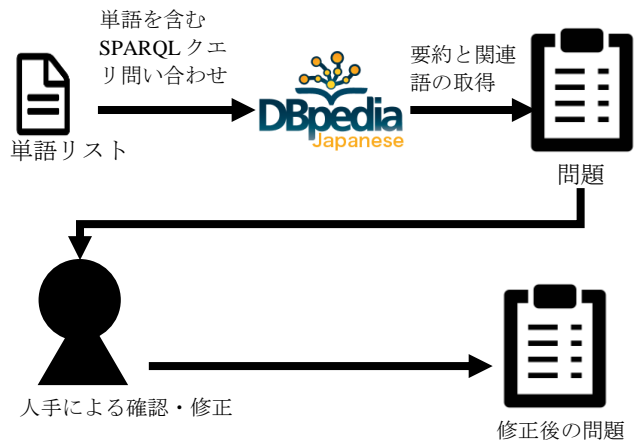 単語を含む
SPARQL クエ
リ問い合わせ
要約と関連
語の取得
DBpedia
Japanese
単語リスト
問題
人手による確認・修正
修正後の問題